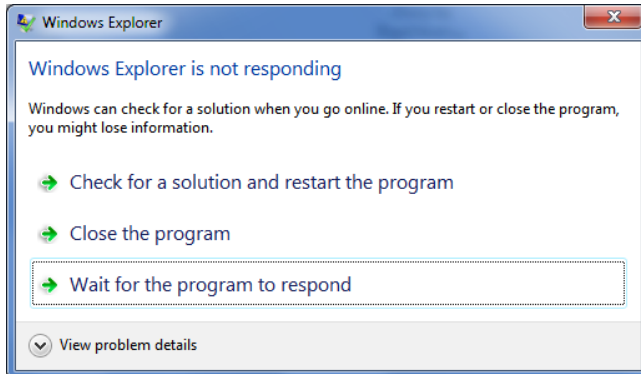 Windows Explorer
Windows Explorer is not responding
Windows can check for a solution when you go online. If you restart or close the program,
you might lose information.
Check for a solution and restart the program
Close the program
Wait for the program to respond
View problem details